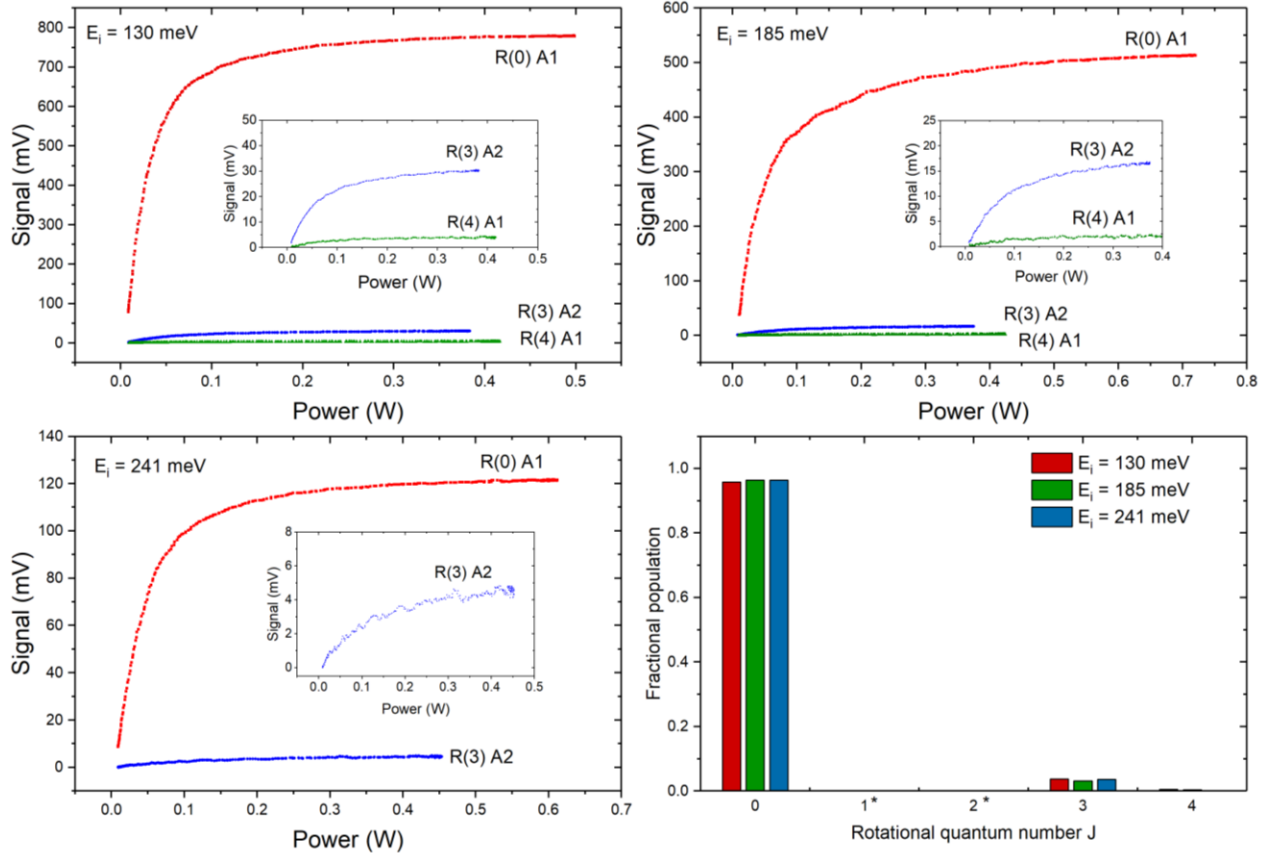 E_i = 130 meV
R(0) A1
Signal (mV)
800
700
600
500
400
300
200
100
0
0.0 0.1 0.2 0.3 0.4 0.5 0.6
Power (W)
R(3) A2
R(4) A1
Signal (mV)
50
40
30
20
10
0
R(3) A2
R(4) A1
0.0 0.1 0.2 0.3 0.4 0.5
Power (W)
E_i = 185 meV
R(0) A1
Signal (mV)
600
500
400
300
200
100
0
0.0 0.1 0.2 0.3 0.4 0.5 0.6 0.7 0.8
Power (W)
R(3) A2
R(4) A1
Signal (mV)
25
20
15
10
5
0
R(3) A2
R(4) A1
0.0 0.1 0.2 0.3 0.4
Power (W)
E_i = 241 meV
R(0) A1
Signal (mV)
140
120
100
80
60
40
20
0
0.0 0.1 0.2 0.3 0.4 0.5 0.6 0.7
Power (W)
R(3) A2
Signal (mV)
8
6
4
2
0
R(3) A2
0.0 0.1 0.2 0.3 0.4 0.5
Power (W)
Fractional population
1.0
0.8
0.6
0.4
0.2
0.0
E_i = 130 meV
E_i = 185 meV
E_i = 241 meV
0 1* 2* 3 4
Rotational quantum number J